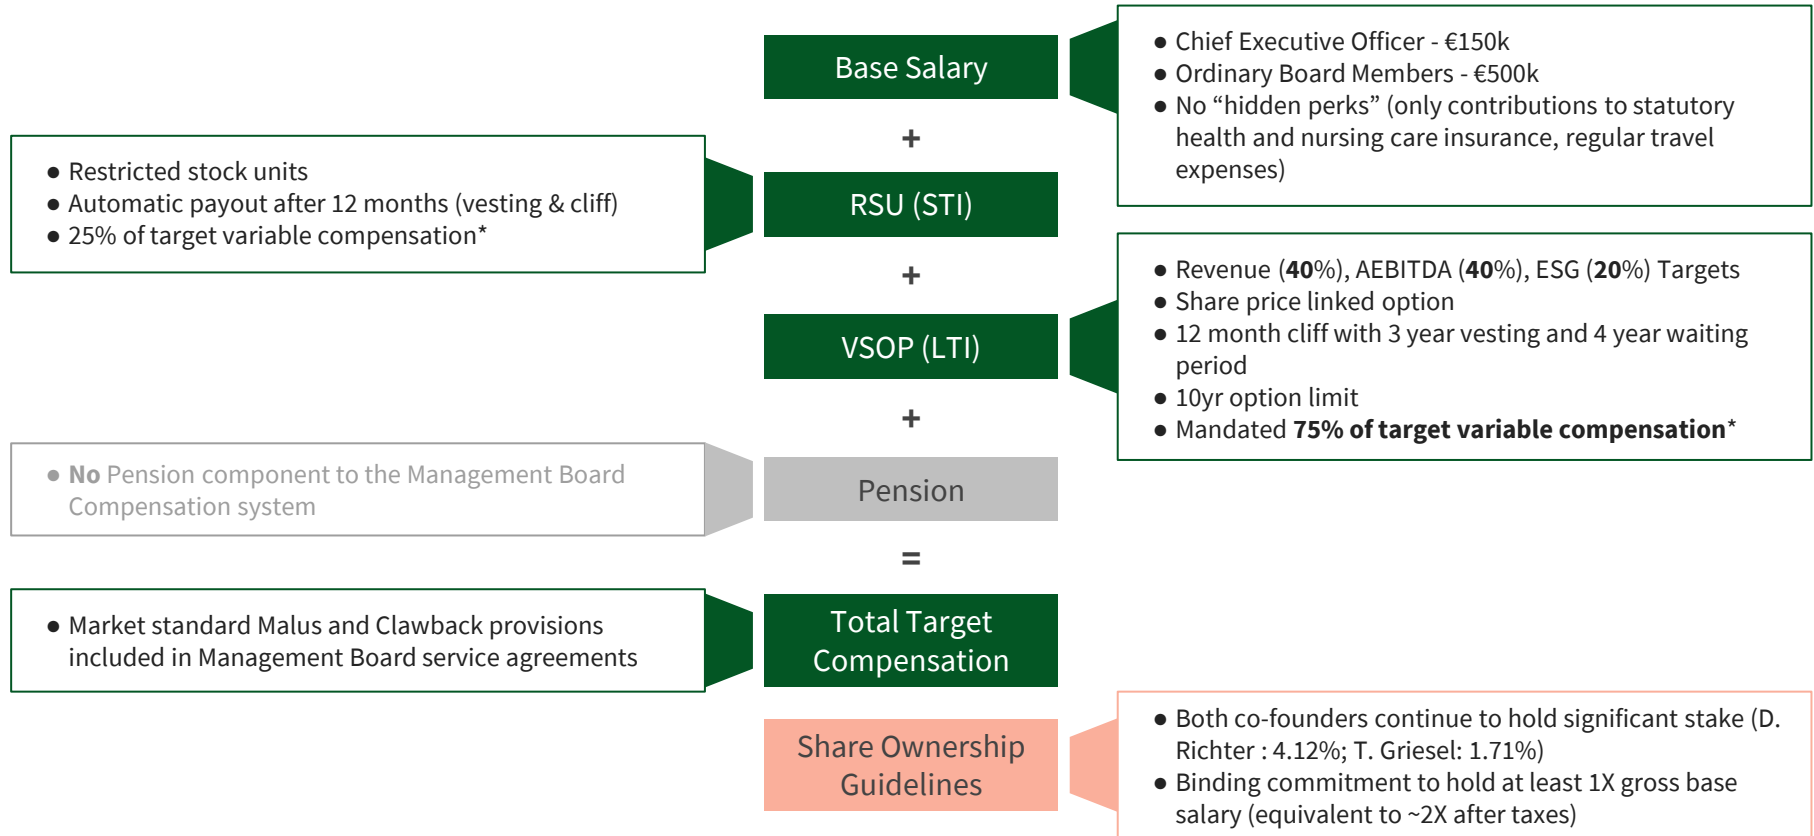 Base Salary
● Chief Executive Officer - €150k
● Ordinary Board Members - €500k
● No “hidden perks” (only contributions to statutory
health and nursing care insurance, regular travel
expenses)
+
● Restricted stock units
● Automatic payout after 12 months (vesting & cliff)
● 25% of target variable compensation*
RSU (STI)
+
VSOP (LTI)
● Revenue (40%), AEBITDA (40%), ESG (20%) Targets
● Share price linked option
● 12 month cliff with 3 year vesting and 4 year waiting
period
● 10yr option limit
● Mandated 75% of target variable compensation*
+
● No Pension component to the Management Board
Compensation system
Pension
=
● Market standard Malus and Clawback provisions
included in Management Board service agreements
Total Target
Compensation
Share Ownership
Guidelines
● Both co-founders continue to hold significant stake (D.
Richter : 4.12%; T. Griesel: 1.71%)
● Binding commitment to hold at least 1X gross base
salary (equivalent to ~2X after taxes)